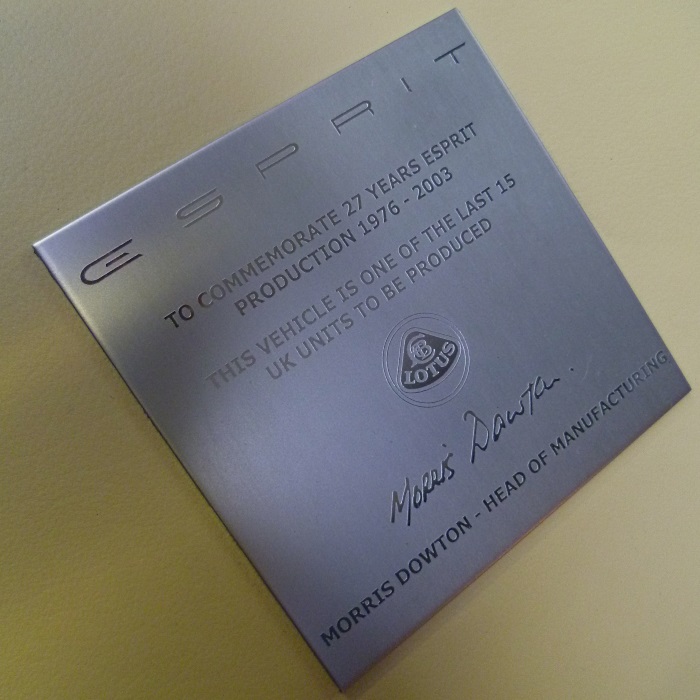 ESPRIT
TO COMMEMORATE 27 YEARS ESPRIT
PRODUCTION 1976 - 2003
THIS VEHICLE IS ONE OF THE LAST 15
UK UNITS TO BE PRODUCED
LOTUS
Morris Dowton.
MORRIS DOWTON - HEAD OF MANUFACTURING